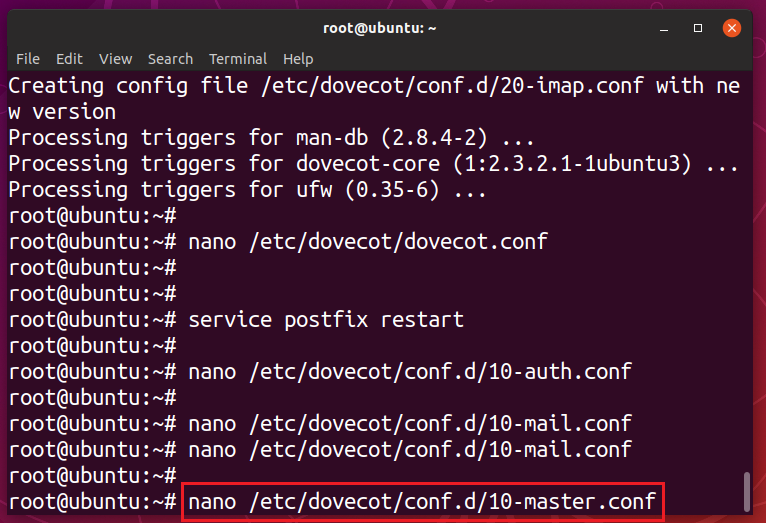 root@ubuntu: ~
File Edit View Search Terminal Help
Creating config file /etc/dovecot/conf.d/20-imap.conf with ne
w version
Processing triggers for man-db (2.8.4-2) ...
Processing triggers for dovecot-core (1:2.3.2.1-1ubuntu3) ...
Processing triggers for ufw (0.35-6) ...
root@ubuntu:~#
root@ubuntu:~# nano /etc/dovecot/dovecot.conf
root@ubuntu:~#
root@ubuntu:~#
root@ubuntu:~# service postfix restart
root@ubuntu:~#
root@ubuntu:~# nano /etc/dovecot/conf.d/10-auth.conf
root@ubuntu:~#
root@ubuntu:~# nano /etc/dovecot/conf.d/10-mail.conf
root@ubuntu:~# nano /etc/dovecot/conf.d/10-mail.conf
root@ubuntu:~#
root@ubuntu:~# nano /etc/dovecot/conf.d/10-master.conf